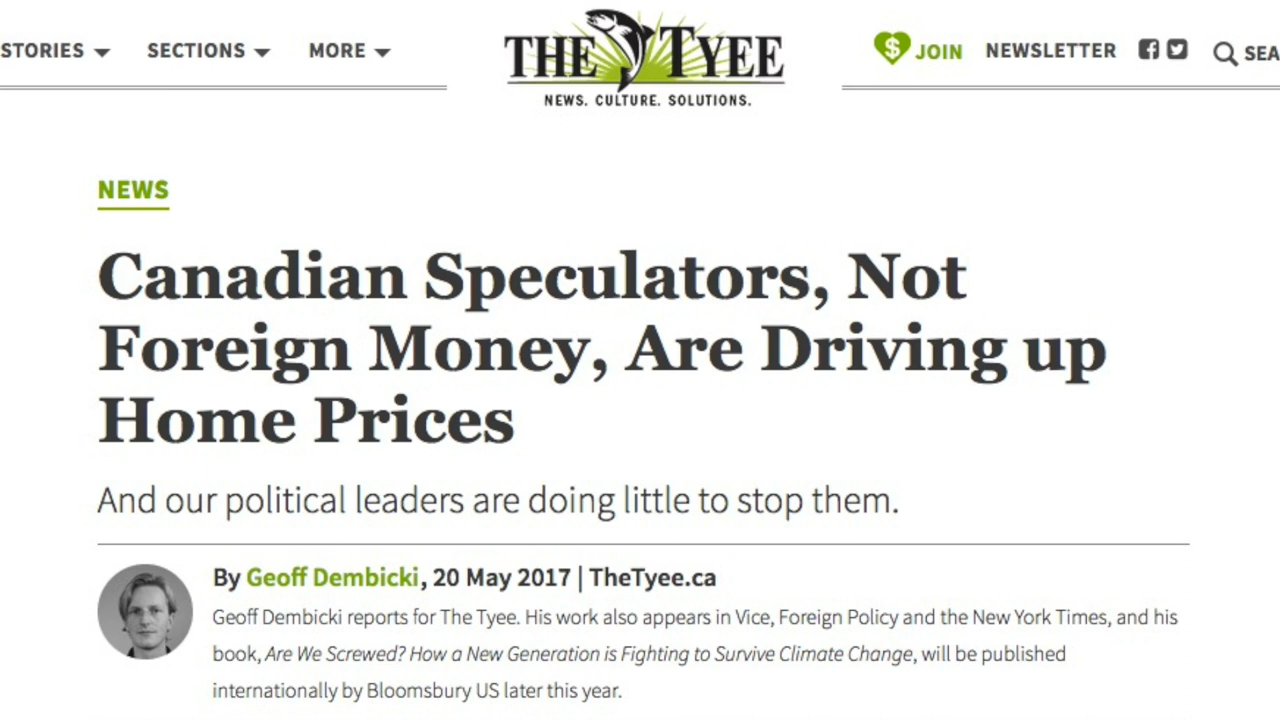 STORIES SECTIONS MORE THE TYEE JOIN NEWSLETTER SEA
NEWS. CULTURE. SOLUTIONS.
NEWS
Canadian Speculators, Not
Foreign Money, Are Driving up
Home Prices
And our political leaders are doing little to stop them.
By Geoff Dembicki, 20 May 2017 | TheTyee.ca
Geoff Dembicki reports for The Tyee. His work also appears in Vice, Foreign Policy and the New York Times, and his
book, Are We Screwed? How a New Generation is Fighting to Survive Climate Change, will be published
internationally by Bloomsbury US later this year.